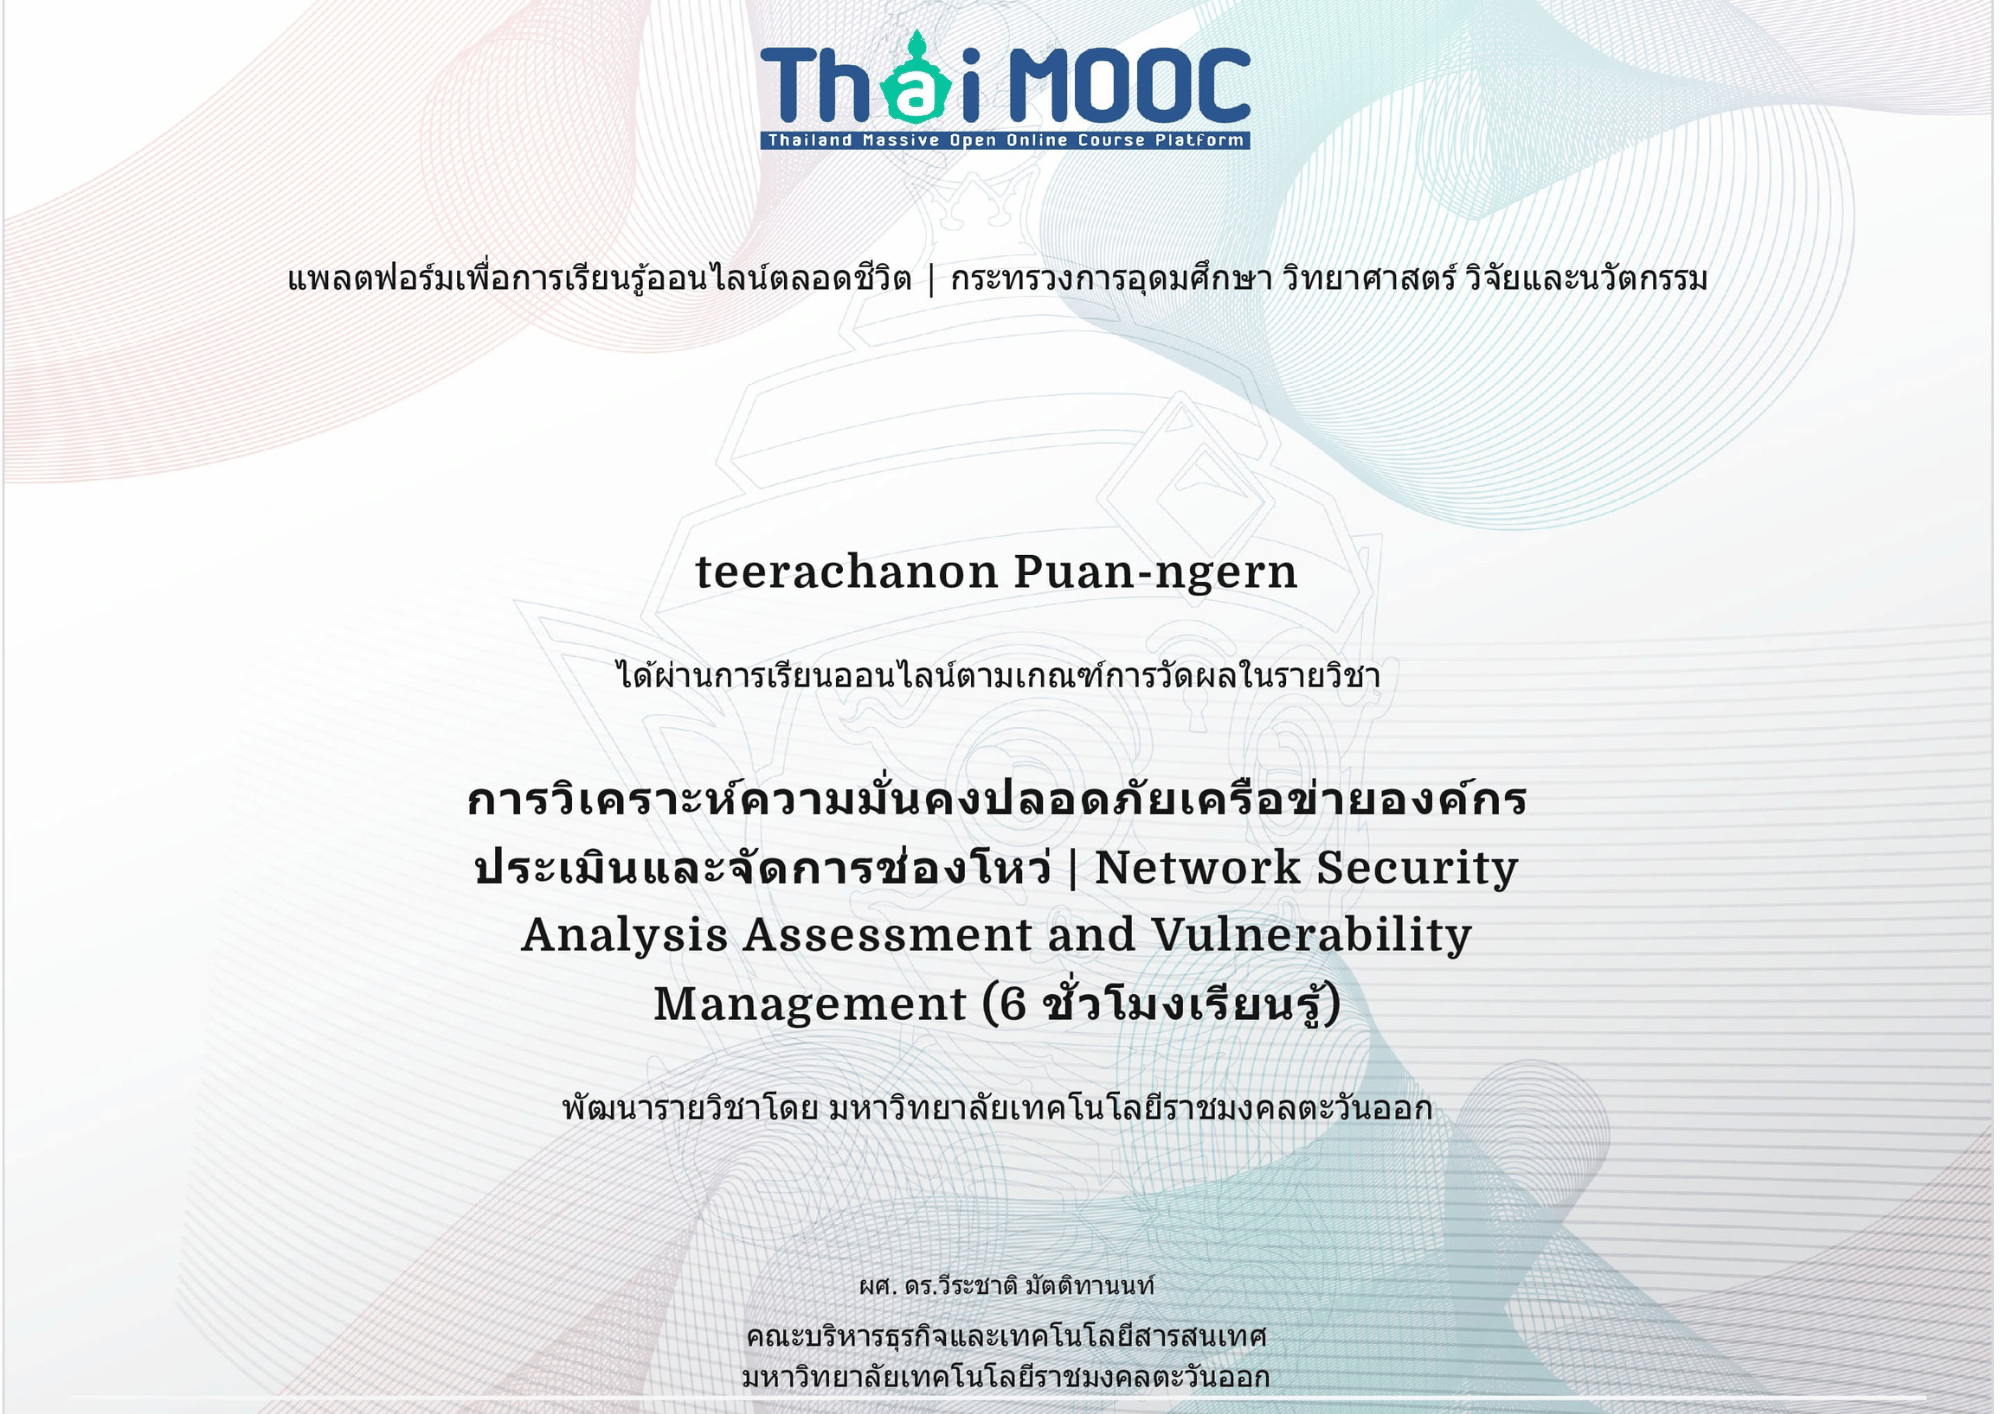 Thai MOOC
Thailand Massive Open Online Course Platform
แพลตฟอร์มเพื่อการเรียนรู้ออนไลน์ตลอดชีวิต | กระทรวงการอุดมศึกษา วิทยาศาสตร์ วิจัยและนวัตกรรม
teerachanon Puan-ngern
ได้ผ่านการเรียนออนไลน์ตามเกณฑ์การวัดผลในรายวิชา
การวิเคราะห์ความมั่นคงปลอดภัยเครือข่ายองค์กร
ประเมินและจัดการช่องโหว่ | Network Security
Analysis Assessment and Vulnerability
Management (6 ชั่วโมงเรียนรู้)
พัฒนารายวิชาโดย มหาวิทยาลัยเทคโนโลยีราชมงคลตะวันออก
ผศ. ดร.วีระชาติ มัตติทานนท์
คณะบริหารธุรกิจและเทคโนโลยีสารสนเทศ
มหาวิทยาลัยเทคโนโลยีราชมงคลตะวันออก